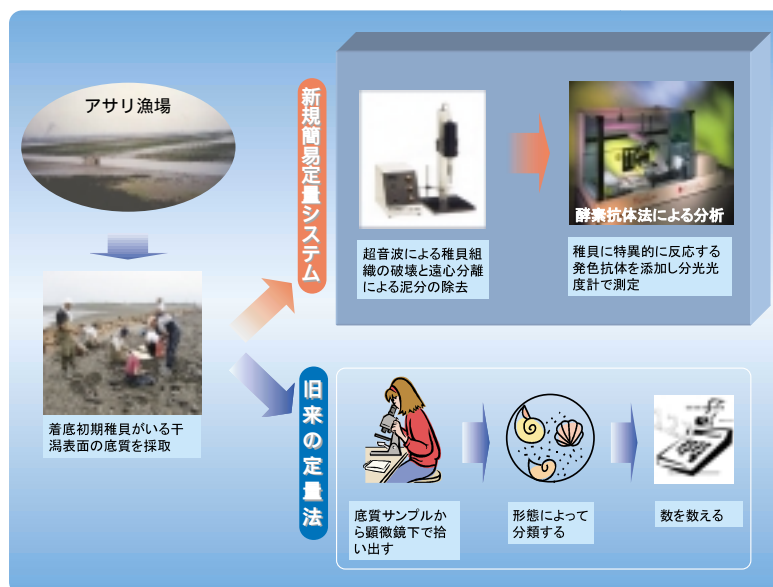 アサリ漁場
着底初期稚貝がいる干
潟表面の底質を採取
新規簡易定量システム
超音波による稚貝組
織の破壊と遠心分離
による泥分の除去
酵素抗体法による分析
稚貝に特異的に反応する
発色抗体を添加し分光光
度計で測定
旧来の定量法
底質サンプルか
ら顕微鏡下で拾
い出す
形態によって
分類する
数を数える